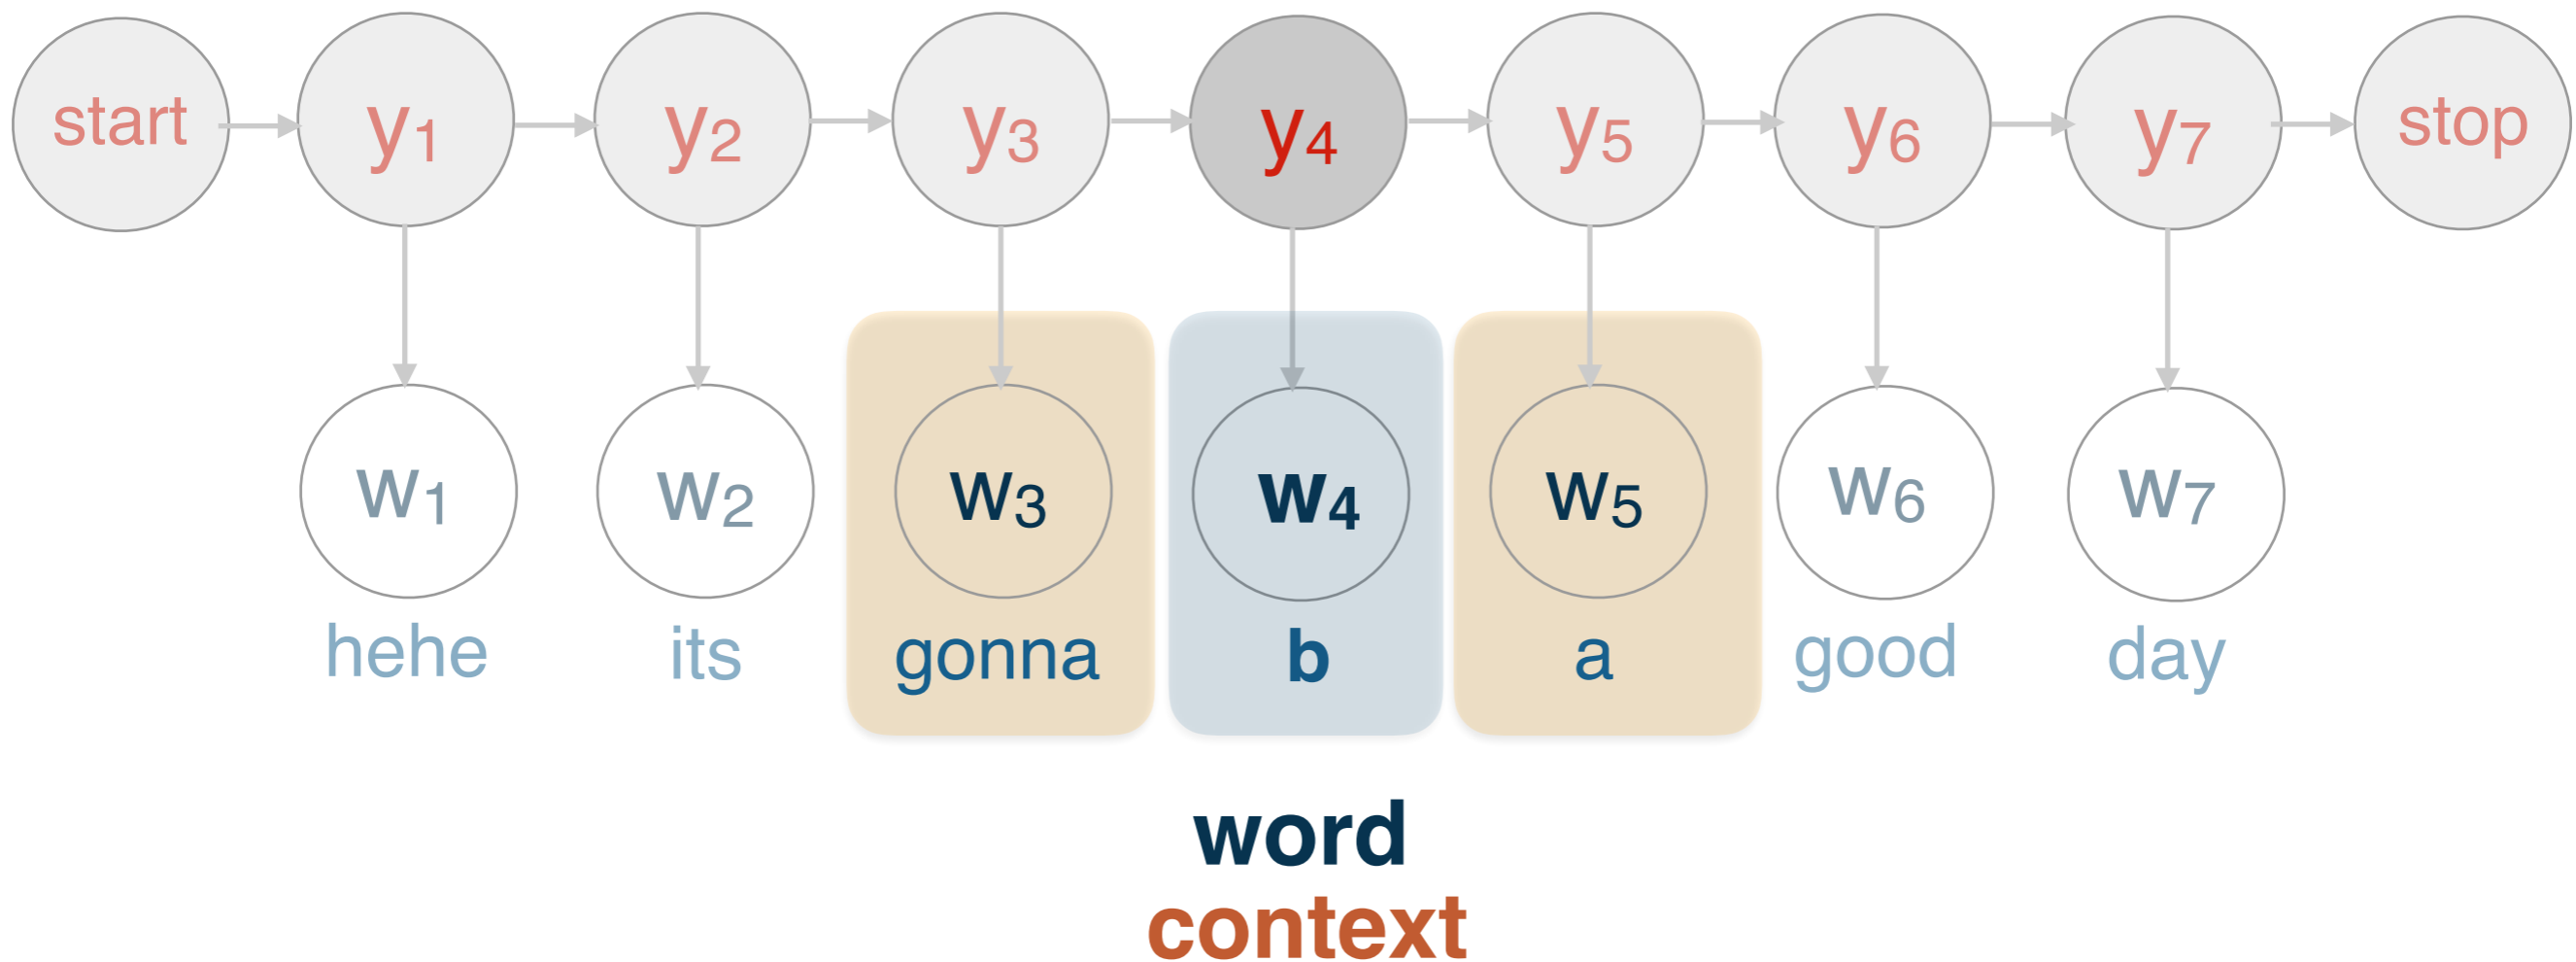 start y1 y2 y3 y4 y5 y6 y7 stop
w1 w2 w3 w4 w5 w6 w7
hehe its gonna b a good day
word
context